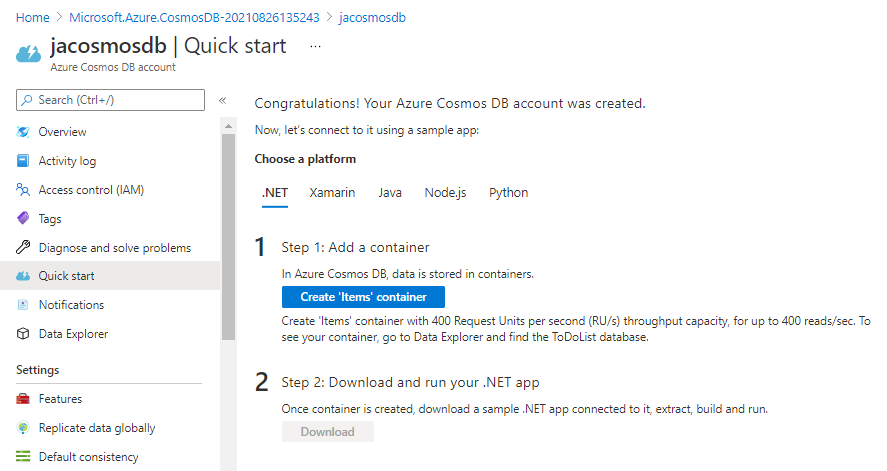 Home > Microsoft.Azure.CosmosDB-20210826135243 > jacosmosdb
jacosmosdb | Quick start ...
Azure Cosmos DB account
Search (Ctrl+/)
«
Overview
Activity log
Access control (IAM)
Tags
Diagnose and solve problems
Quick start
Notifications
Data Explorer
Settings
Features
Replicate data globally
Default consistency
Congratulations! Your Azure Cosmos DB account was created.
Now, let's connect to it using a sample app:
Choose a platform
.NET Xamarin Java Node.js Python
1 Step 1: Add a container
In Azure Cosmos DB, data is stored in containers.
Create 'Items' container
Create 'Items' container with 400 Request Units per second (RU/s) throughput capacity, for up to 400 reads/sec. To
see your container, go to Data Explorer and find the ToDoList database.
2 Step 2: Download and run your .NET app
Once container is created, download a sample .NET app connected to it, extract, build and run.
Download